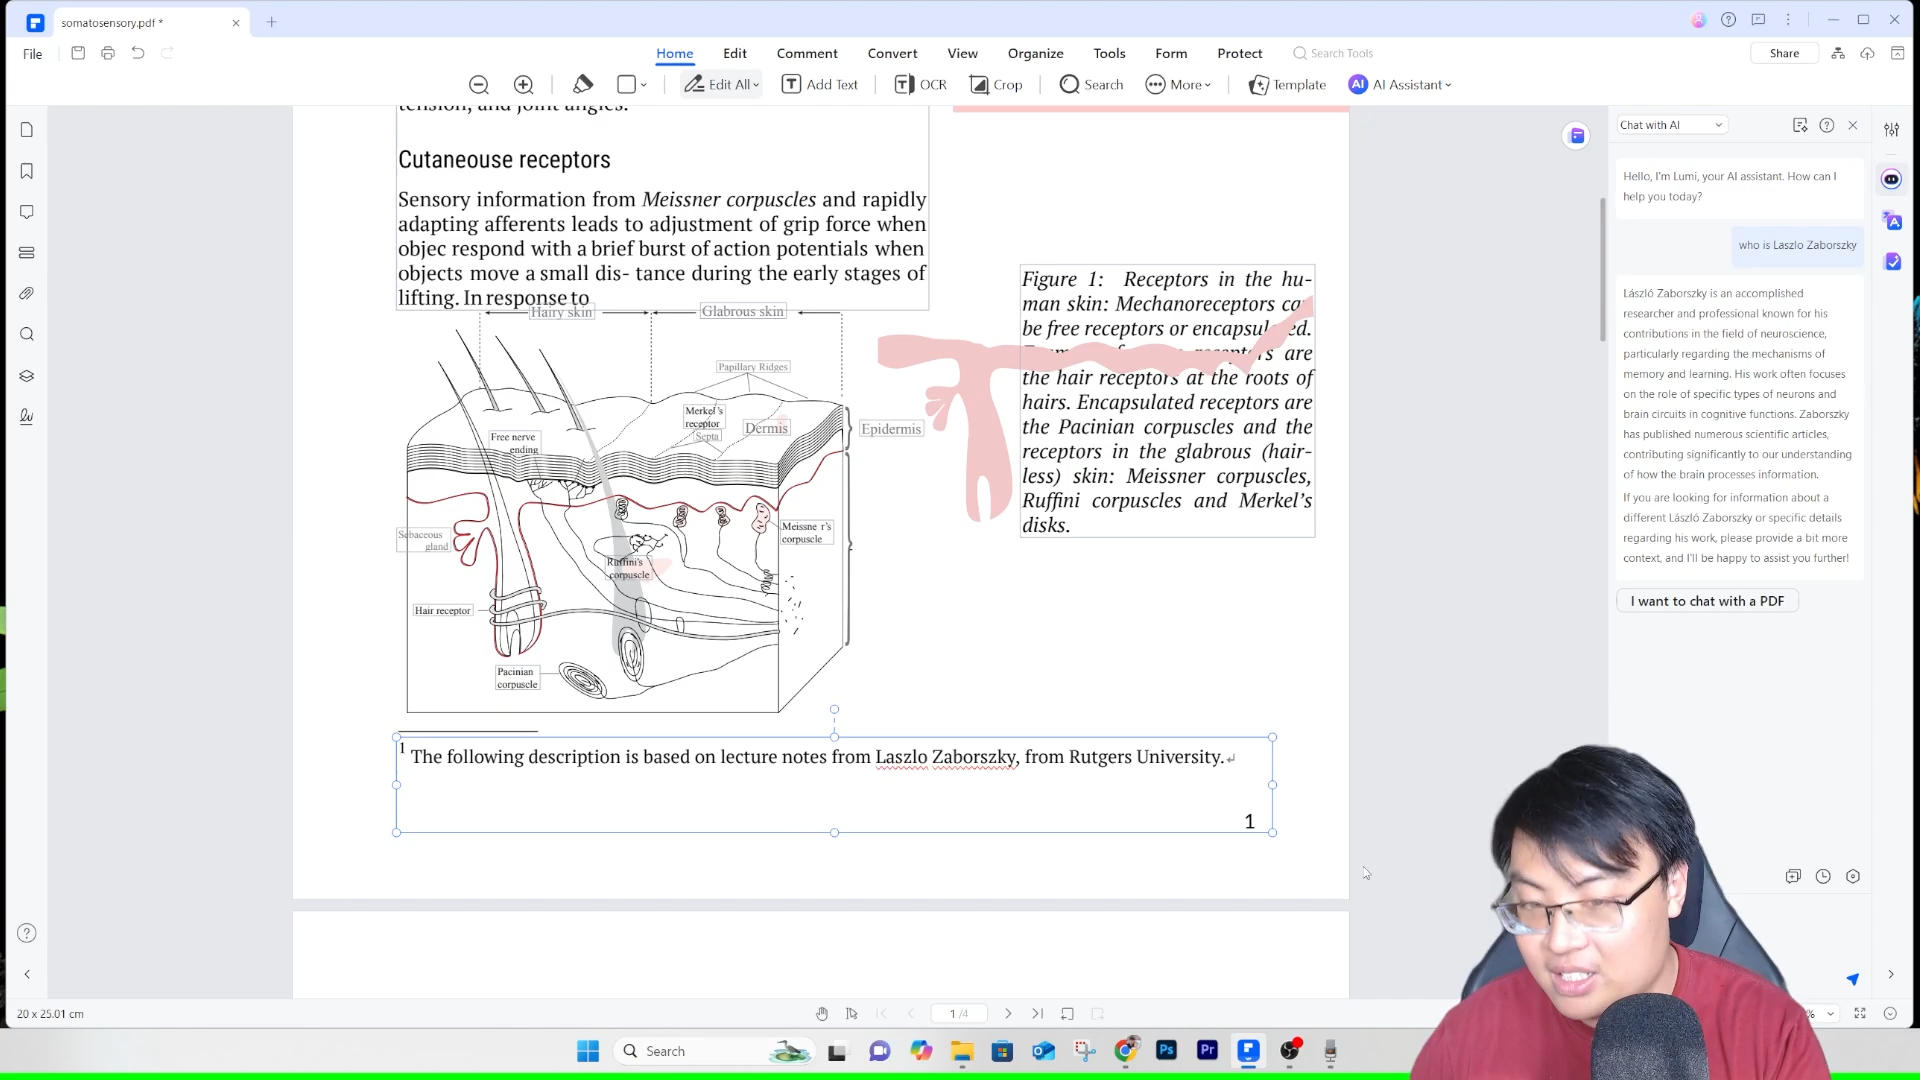 somatosensory.pdf *
File
Home
Edit
Comment
Convert
View
Organize
Tools
Form
Protect
Search Tools
Share
Edit All
Add Text
OCR
Crop
Search
More
Template
AI
AI Assistant
tension, and joint angles.
Cutaneouse receptors
Sensory information from Meissner corpuscles and rapidly
adapting afferents leads to adjustment of grip force when
objec respond with a brief burst of action potentials when
objects move a small dis- tance during the early stages of
lifting. In response to
Hairy skin
Glabrous skin
Papillary Ridges
Merkel's
receptor
Septa
Dermis
Epidermis
Free nerve
ending
Sebaceous
gland
Meissne r's
corpuscle
Ruffini's
corpuscle
Hair receptor
Pacinian
corpuscle
Figure 1: Receptors in the hu-
man skin: Mechanoreceptors can
be free receptors or encapsulated.
receptors are
the hair receptors at the roots of
hairs. Encapsulated receptors are
the Pacinian corpuscles and the
receptors in the glabrous (hair-
less) skin: Meissner corpuscles,
Ruffini corpuscles and Merkel's
disks.
1 The following description is based on lecture notes from Laszlo Zaborszky, from Rutgers University.
1
Chat with AI
Hello, I'm Lumi, your AI assistant. How can I
help you today?
who is Laszlo Zaborszky
László Zaborszky is an accomplished
researcher and professional known for his
contributions in the field of neuroscience,
particularly regarding the mechanisms of
memory and learning. His work often focuses
on the role of specific types of neurons and
brain circuits in cognitive functions. Zaborszky
has published numerous scientific articles,
contributing significantly to our understanding
of how the brain processes information.
If you are looking for information about a
different László Zaborszky or specific details
regarding his work, please provide a bit more
context, and I'll be happy to assist you further!
I want to chat with a PDF
20 x 25.01 cm
1 /4
%
Search
Ps
Pr